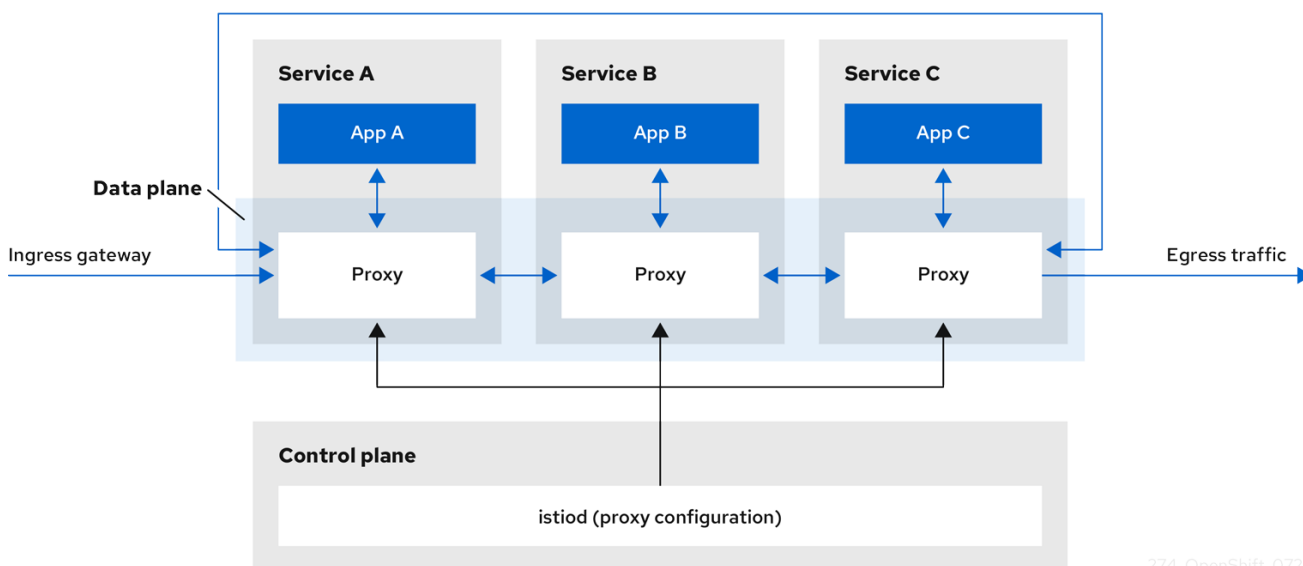 Service A
Service B
Service C
App A
App B
App C
Data plane
Ingress gateway
Proxy
Proxy
Proxy
Egress traffic
Control plane
istiod (proxy configuration)
274_OpenShift_072